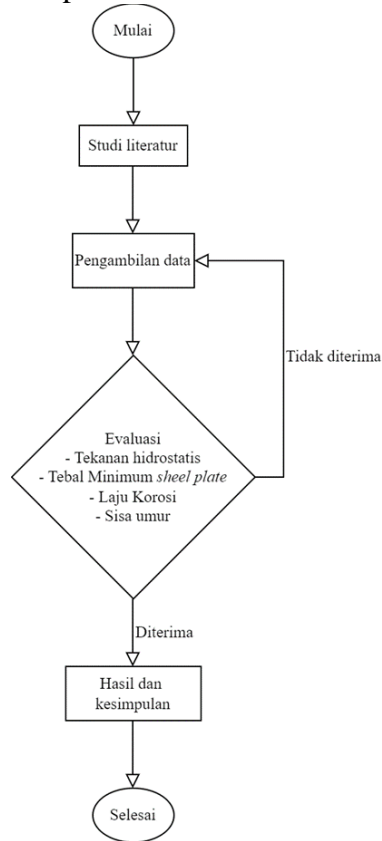 Mulai
Studi literatur
Pengambilan data
Tidak diterima
Evaluasi
- Tekanan hidrostatis
- Tebal Minimum sheel plate
- Laju Korosi
- Sisa umur
Diterima
Hasil dan
kesimpulan
Selesai